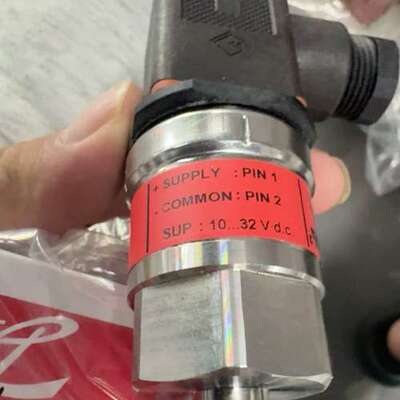 + SUPPLY : PIN 1
- COMMON : PIN 2
SUP : 10...32 V d.c.